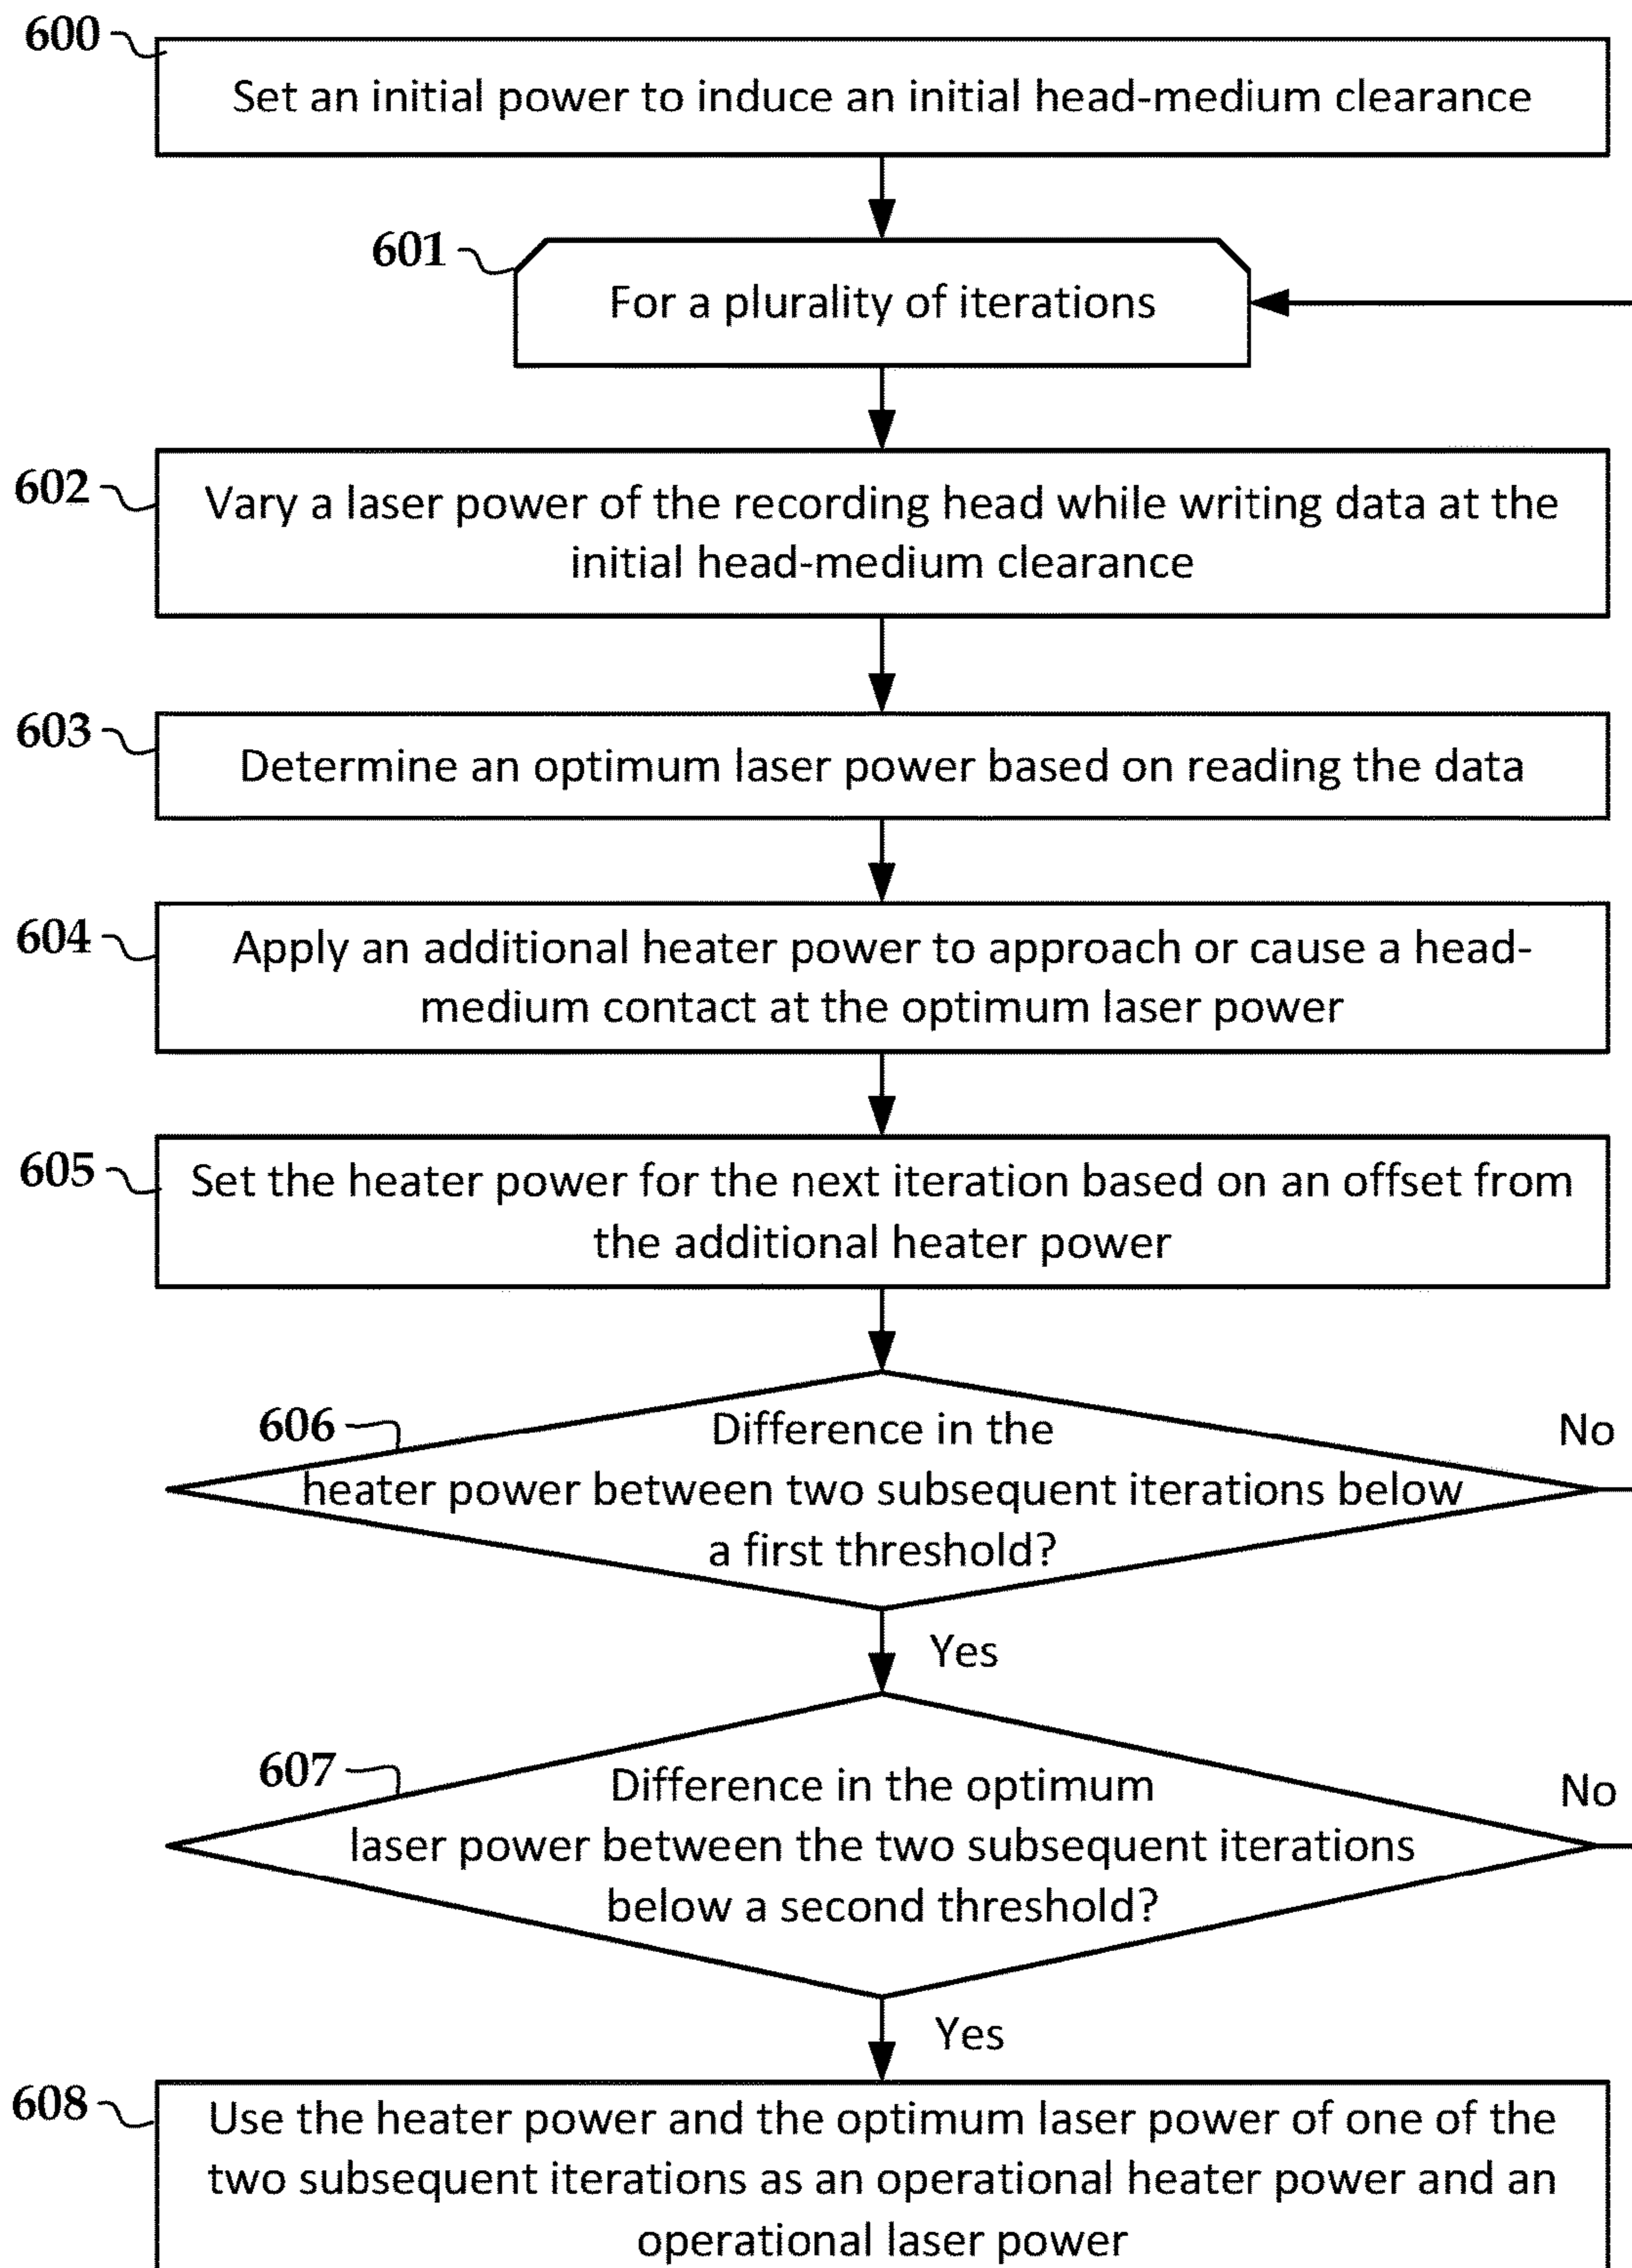 600
Set an initial power to induce an initial head-medium clearance
601
For a plurality of iterations
602
Vary a laser power of the recording head while writing data at the
initial head-medium clearance
603
Determine an optimum laser power based on reading the data
604
Apply an additional heater power to approach or cause a head-
medium contact at the optimum laser power
605
Set the heater power for the next iteration based on an offset from
the additional heater power
606
Difference in the
heater power between two subsequent iterations below
a first threshold?
No
Yes
607
Difference in the optimum
laser power between the two subsequent iterations
below a second threshold?
No
Yes
608
Use the heater power and the optimum laser power of one of the
two subsequent iterations as an operational heater power and an
operational laser power